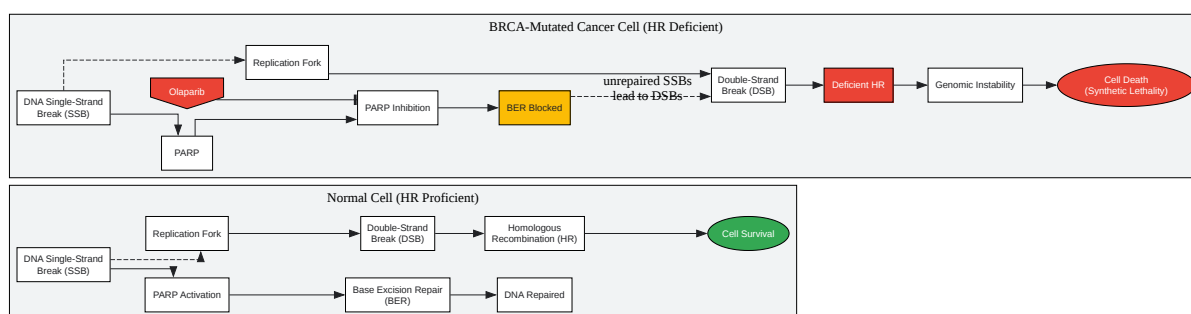 BRCA-Mutated Cancer Cell (HR Deficient)
Replication Fork
Olaparib
DNA Single-Strand
Break (SSB)
PARP
PARP Inhibition
BER Blocked
unrepaired SSBs
lead to DSBs
Double-Strand
Break (DSB)
Deficient HR
Genomic Instability
Cell Death
(Synthetic Lethality)
Normal Cell (HR Proficient)
DNA Single-Strand
Break (SSB)
Replication Fork
Double-Strand
Break (DSB)
Homologous
Recombination (HR)
Cell Survival
PARP Activation
Base Excision Repair
(BER)
DNA Repaired